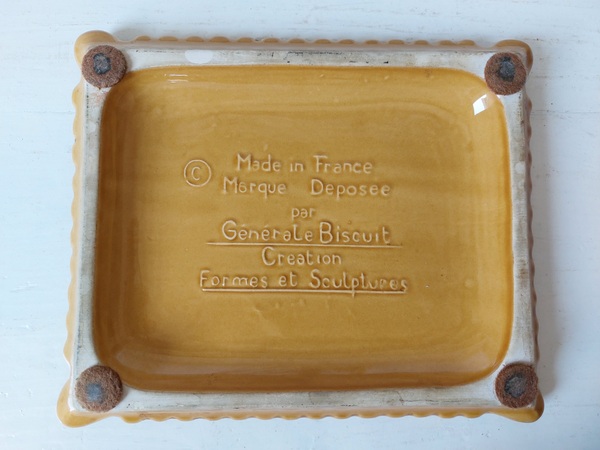 © Made in France
Marque Deposee
par
Générale Biscuit
Creation
Formes et Sculptures